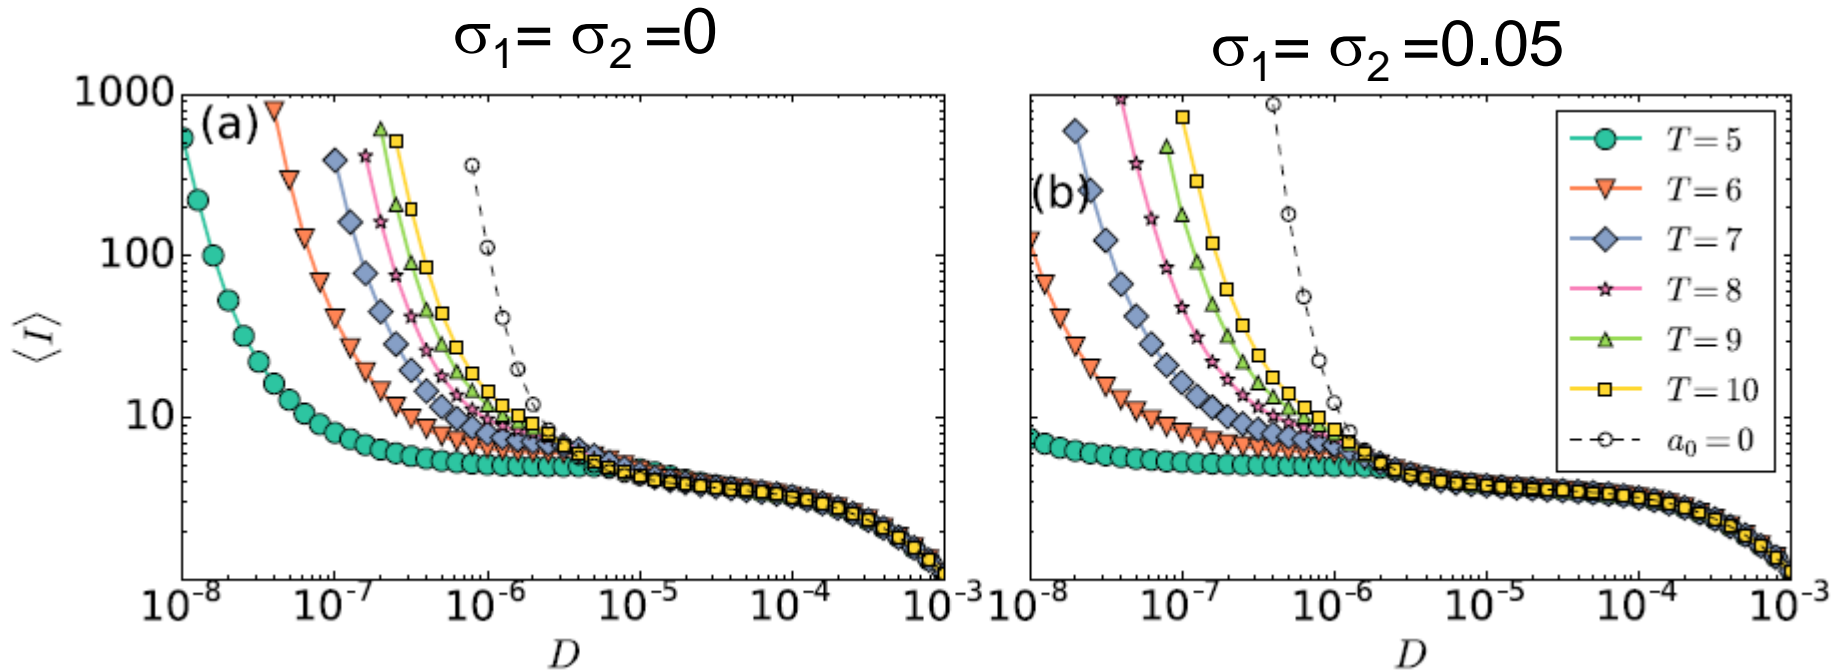 σ₁= σ₂ =0
σ₁= σ₂ =0.05
(a)
1000
100
10
⟨I⟩
10⁻⁸ 10⁻⁷ 10⁻⁶ 10⁻⁵ 10⁻⁴ 10⁻³
D
(b)
T = 5
T = 6
T = 7
T = 8
T = 9
T = 10
a₀ = 0
10⁻⁸ 10⁻⁷ 10⁻⁶ 10⁻⁵ 10⁻⁴ 10⁻³
D